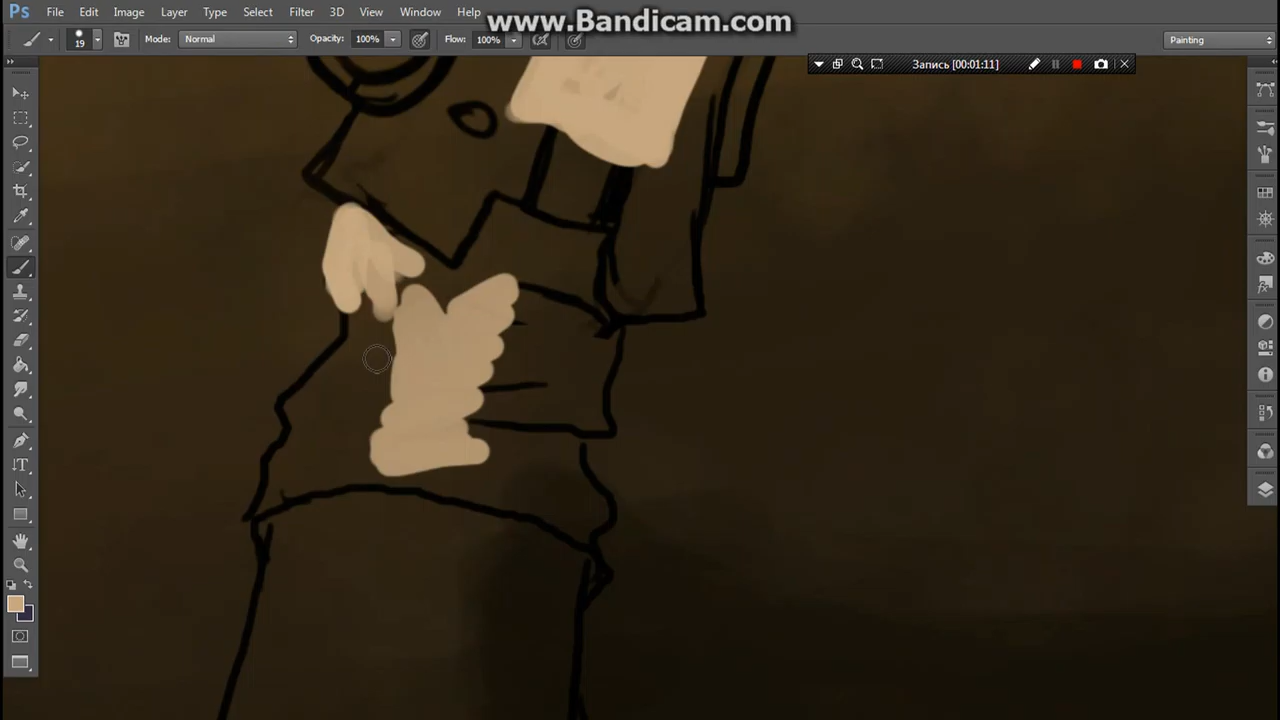 www.Bandicam.com
Ps File Edit Image Layer Type Select Filter 3D View Window Help
19 Mode: Normal Opacity: 100% Flow: 100% Painting
Запись [00:01:11]